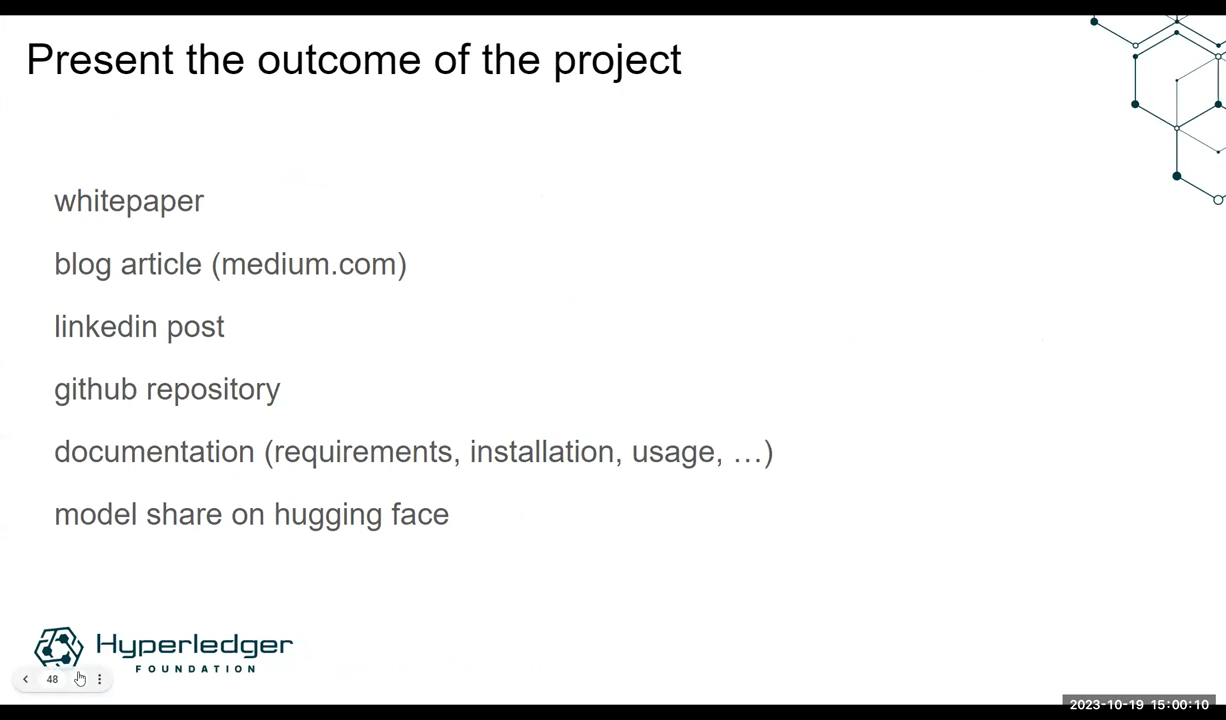 Present the outcome of the project
whitepaper
blog article (medium.com)
linkedin post
github repository
documentation (requirements, installation, usage, …)
model share on hugging face
Hyperledger
FOUNDATION
48
2023-10-19 15:00:10